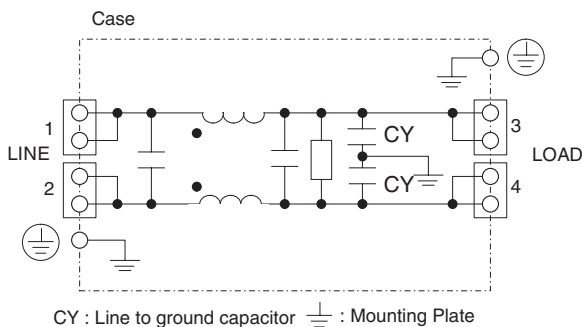 Case
1
3
CY
LINE
LOAD
2
CY
4
CY : Line to ground capacitor : Mounting Plate